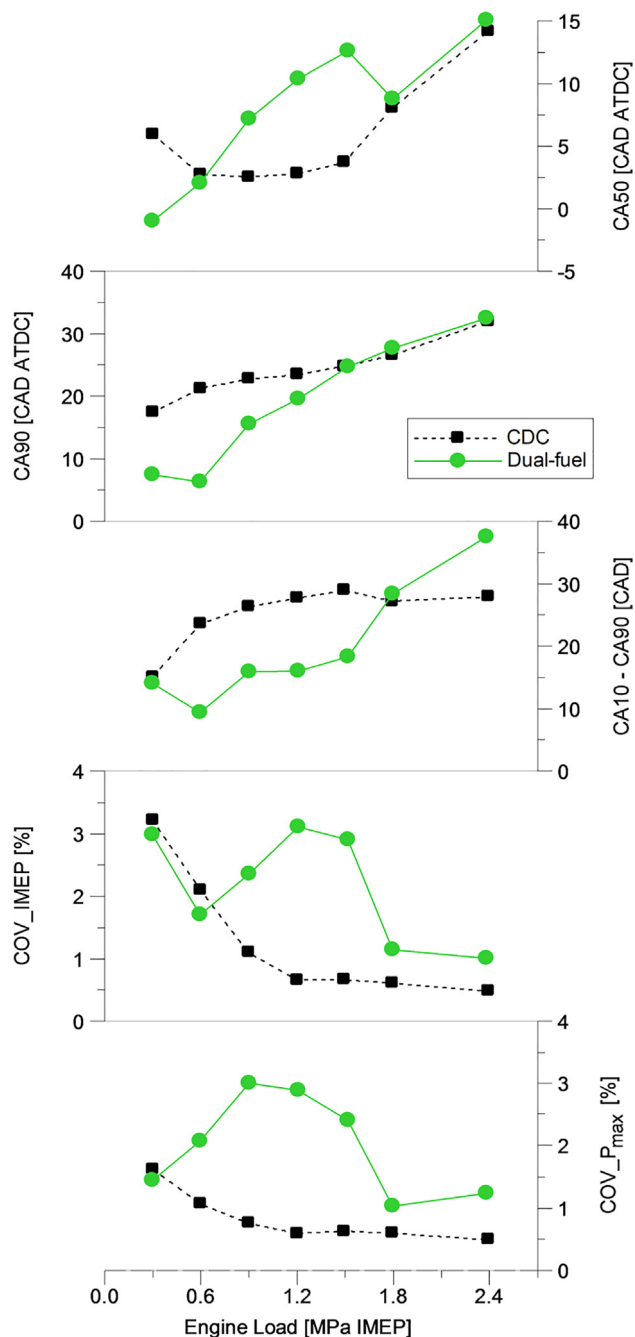 15
10
5
0
-5
CA50 [CAD ATDC]
40
30
20
10
0
CA90 [CAD ATDC]
CDC
Dual-fuel
40
30
20
10
0
CA10 - CA90 [CAD]
4
3
2
1
0
COV_IMEP [%]
4
3
2
1
0
COV_Pmax [%]
0.0 0.6 1.2 1.8 2.4
Engine Load [MPa IMEP]